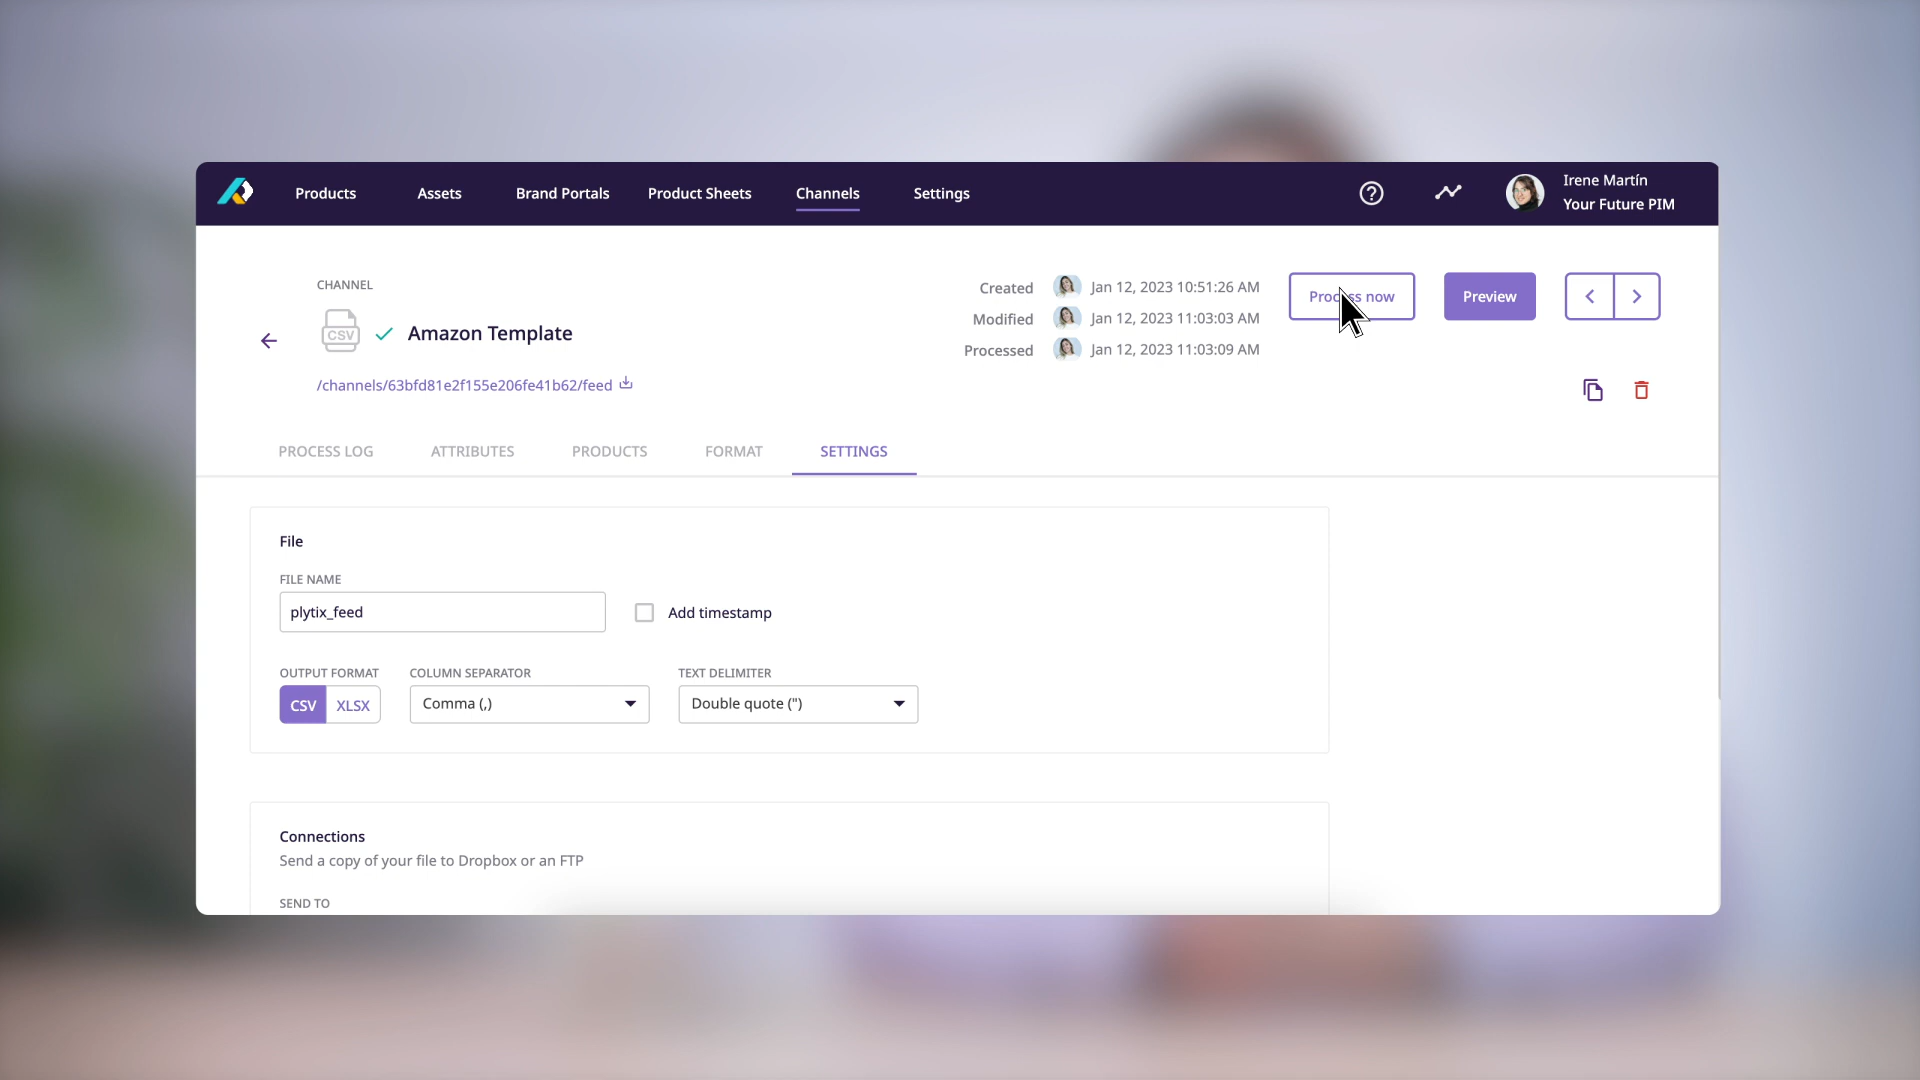 Products Assets Brand Portals Product Sheets Channels Settings
Irene Martín
Your Future PIM
CHANNEL
CSV
Amazon Template
/channels/63bfd81e2f155e206fe41b62/feed
Created Jan 12, 2023 10:51:26 AM
Modified Jan 12, 2023 11:03:03 AM
Processed Jan 12, 2023 11:03:09 AM
Process now
Preview
PROCESS LOG ATTRIBUTES PRODUCTS FORMAT SETTINGS
File
FILE NAME
plytix_feed
Add timestamp
OUTPUT FORMAT COLUMN SEPARATOR TEXT DELIMITER
CSV XLSX Comma (,) Double quote (")
Connections
Send a copy of your file to Dropbox or an FTP
SEND TO